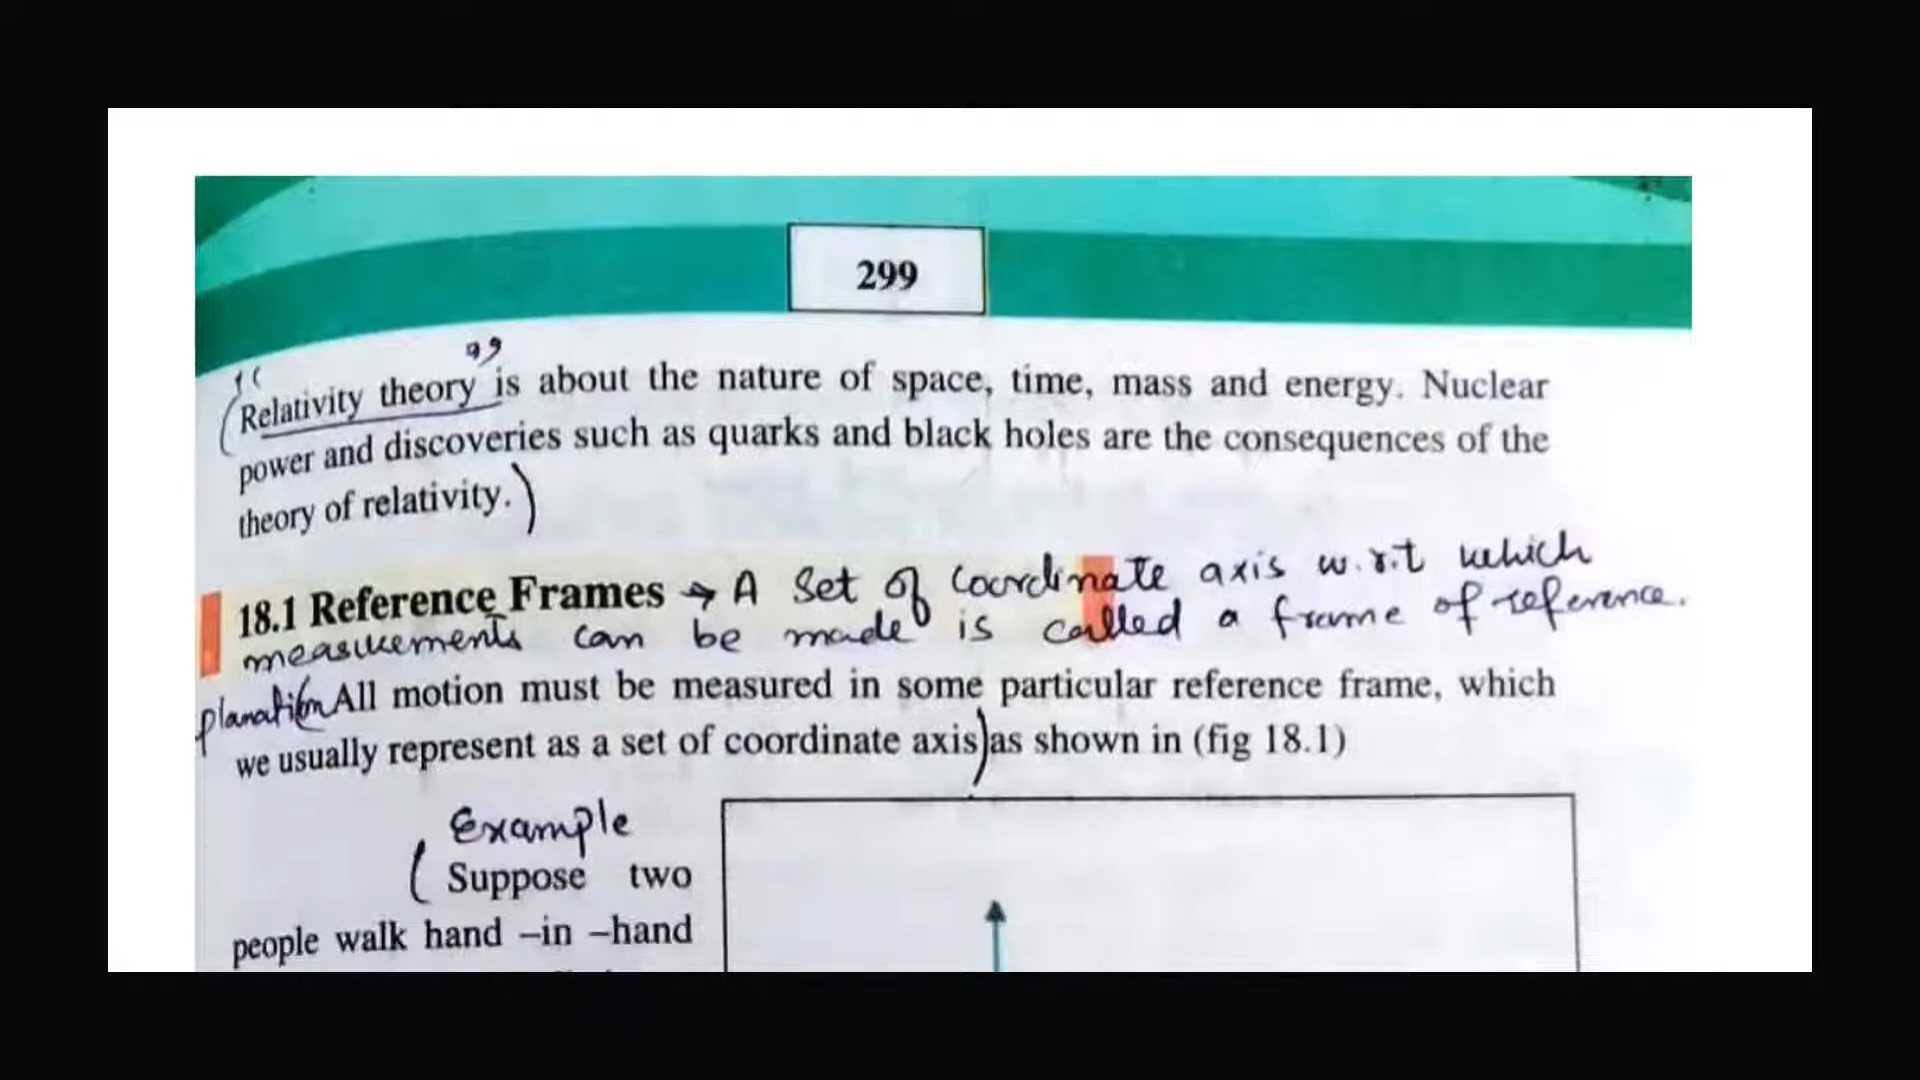 299
"Relativity theory" is about the nature of space, time, mass and energy. Nuclear
power and discoveries such as quarks and black holes are the consequences of the
theory of relativity.)
18.1 Reference Frames → A Set of Coordinate axis w.r.t which
measurements can be made is called a frame of reference.
planation (All motion must be measured in some particular reference frame, which
we usually represent as a set of coordinate axis) as shown in (fig 18.1)
Example
(Suppose two
people walk hand –in –hand